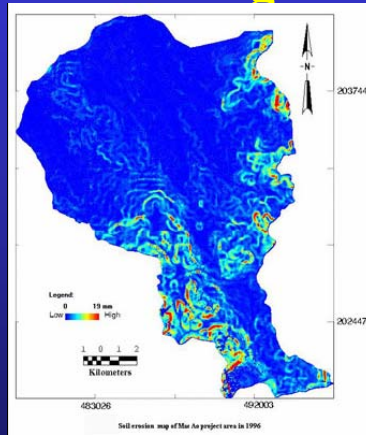 N
203744
Legend:
0 19 mm
Low High
1 0 1 2
Kilometers
202447
483026 492003
Soil erosion map of Mae Ao project area in 1996